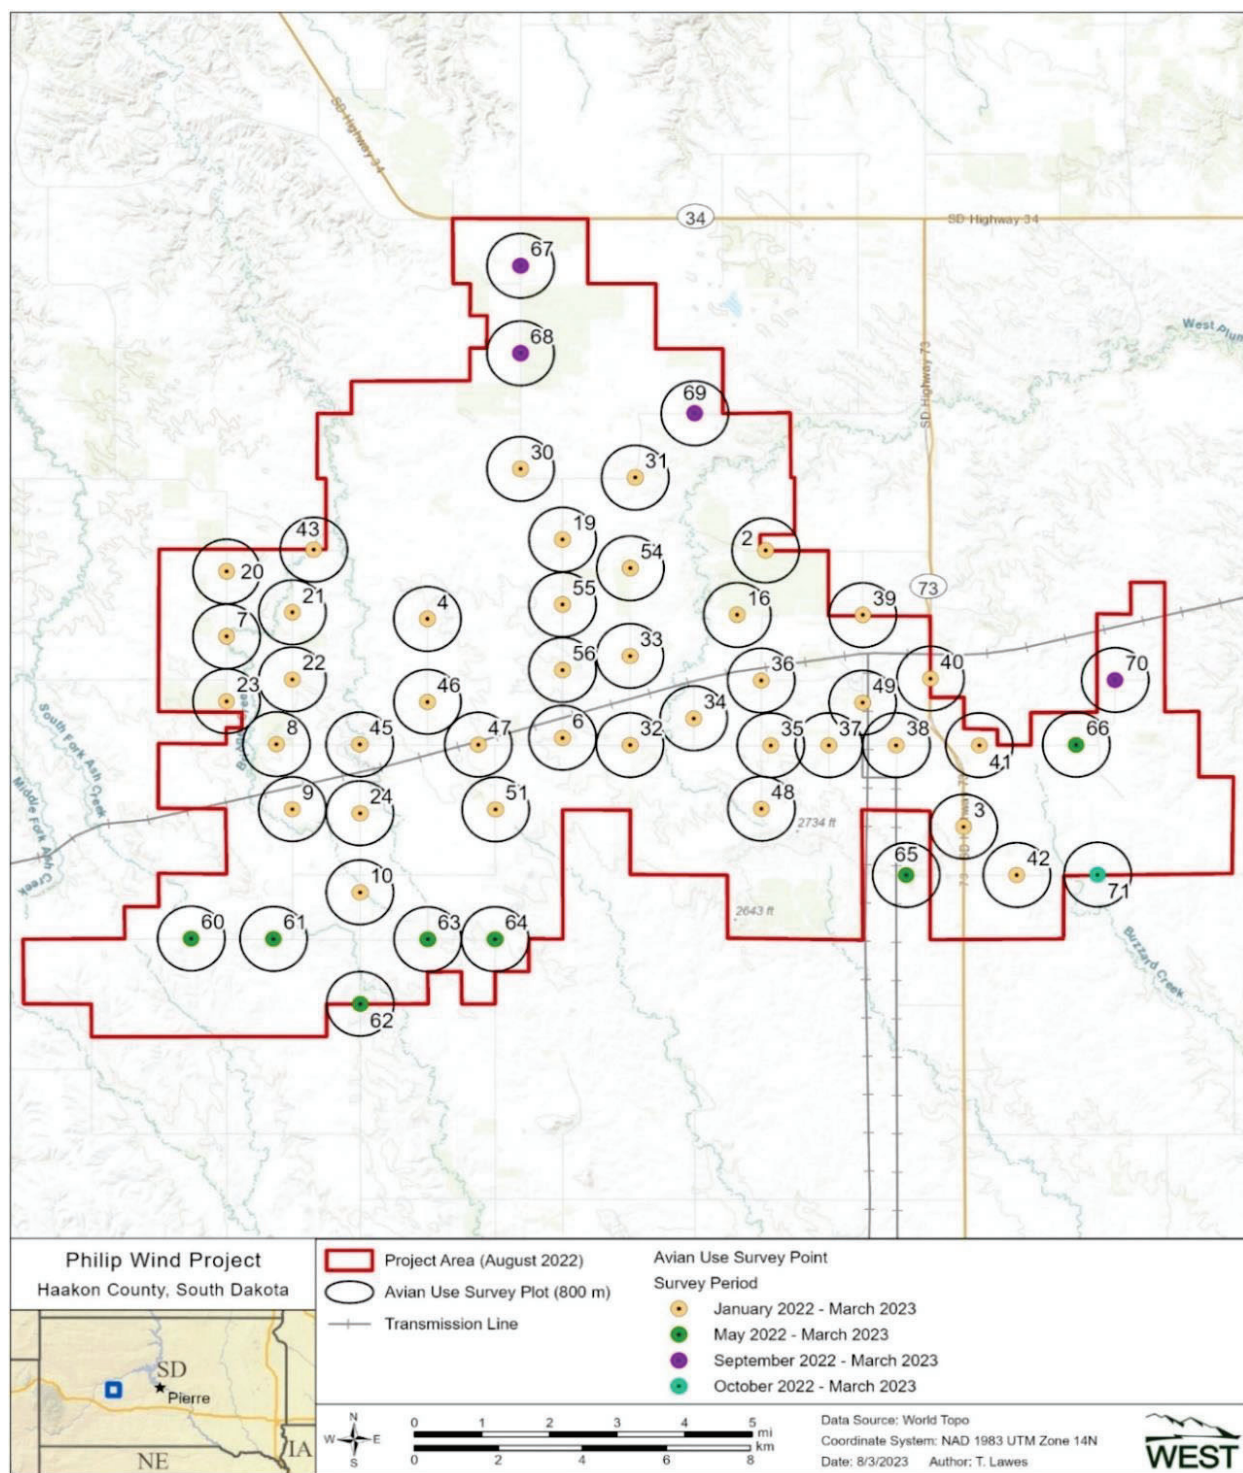 SD Highway 34
34
SD Highway 34
67
West Plum
68
SD Highway 73
69
30
31
43
19
2
54
20
21
4
55
16
39
73
7
56
33
22
36
40
70
23
46
49
34
South Fork Ash Creek
8
45
47
6
32
35
37
38
41
66
Middle Fork Ash Creek
9
24
51
48
2734 ft
3
73 SD Highway 73
10
65
42
71
2643 ft
60
61
63
64
Buzzard Creek
62
Philip Wind Project
Haakon County, South Dakota
SD
Pierre
NE
IA
Project Area (August 2022)
Avian Use Survey Plot (800 m)
Transmission Line
Avian Use Survey Point
Survey Period
January 2022 - March 2023
May 2022 - March 2023
September 2022 - March 2023
October 2022 - March 2023
N
W E
S
0 1 2 3 4 5
mi
km
0 2 4 6 8
Data Source: World Topo
Coordinate System: NAD 1983 UTM Zone 14N
Date: 8/3/2023 Author: T. Lawes
WEST